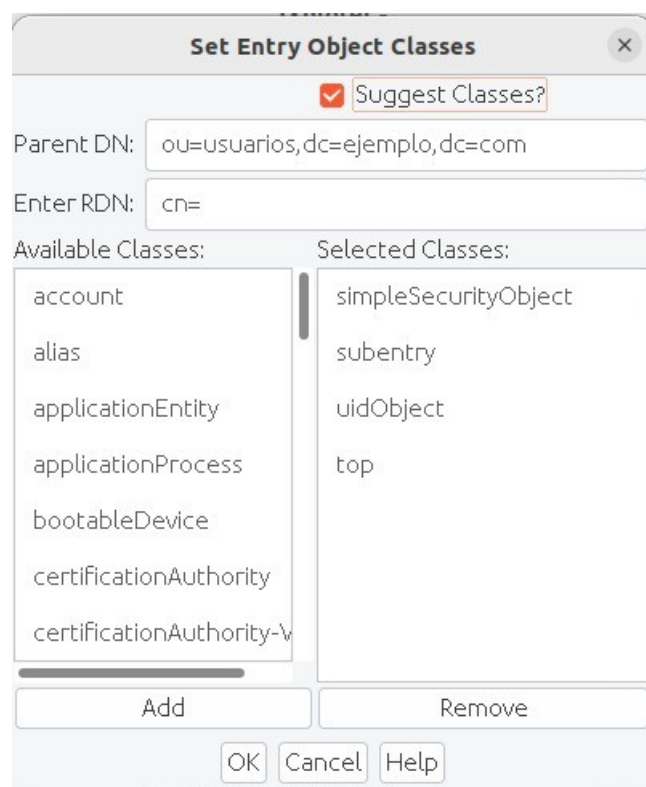 Set Entry Object Classes
Suggest Classes?
Parent DN: ou=usuarios,dc=ejemplo,dc=com
Enter RDN: cn=
Available Classes:
account
alias
applicationEntity
applicationProcess
bootableDevice
certificationAuthority
certificationAuthority-V
Selected Classes:
simpleSecurityObject
subentry
uidObject
top
Add
Remove
OK Cancel Help